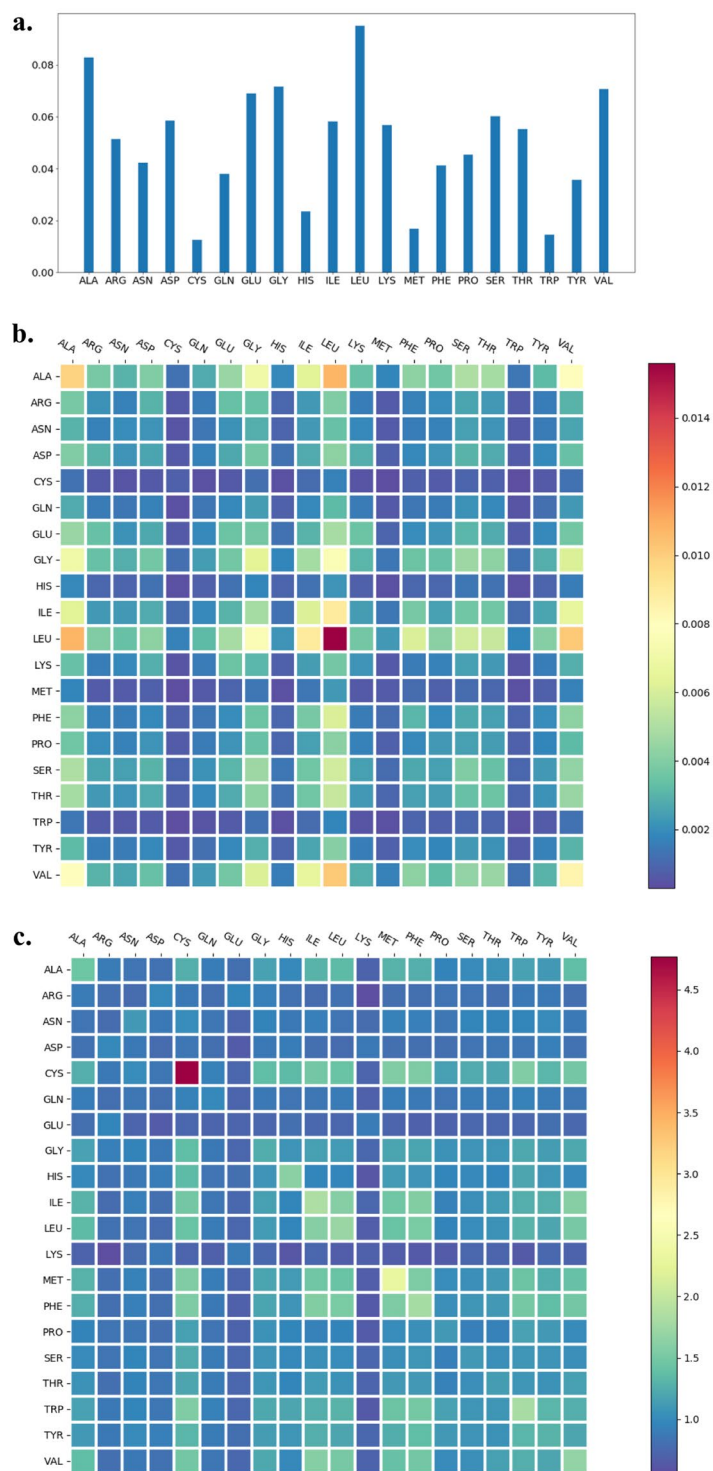 a.
0.08
0.06
0.04
0.02
0.00
ALA ARG ASN ASP CYS GLN GLU GLY HIS ILE LEU LYS MET PHE PRO SER THR TRP TYR VAL
b.
ALA ARG ASN ASP CYS GLN GLU GLY HIS ILE LEU LYS MET PHE PRO SER THR TRP TYR VAL
ALA
ARG
ASN
ASP
CYS
GLN
GLU
GLY
HIS
ILE
LEU
LYS
MET
PHE
PRO
SER
THR
TRP
TYR
VAL
0.014
0.012
0.010
0.008
0.006
0.004
0.002
c.
ALA ARG ASN ASP CYS GLN GLU GLY HIS ILE LEU LYS MET PHE PRO SER THR TRP TYR VAL
ALA
ARG
ASN
ASP
CYS
GLN
GLU
GLY
HIS
ILE
LEU
LYS
MET
PHE
PRO
SER
THR
TRP
TYR
VAL
4.5
4.0
3.5
3.0
2.5
2.0
1.5
1.0